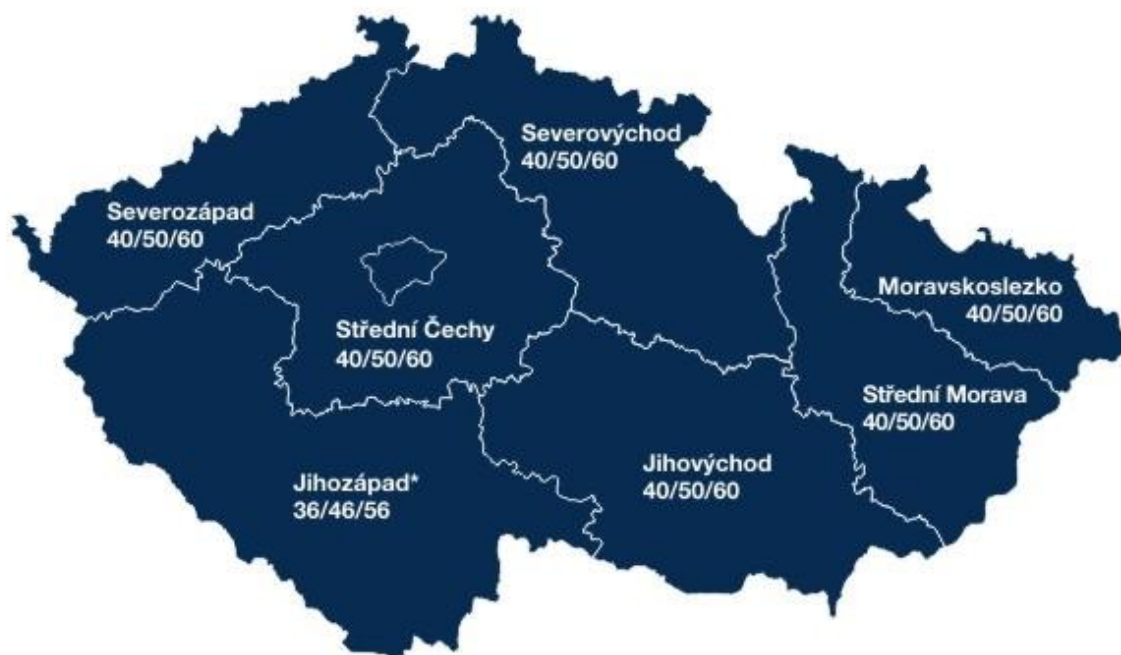 Severovýchod
40/50/60
Severozápad
40/50/60
Moravskoslezko
40/50/60
Střední Čechy
40/50/60
Střední Morava
40/50/60
Jihovýchod
40/50/60
Jihozápad*
36/46/56